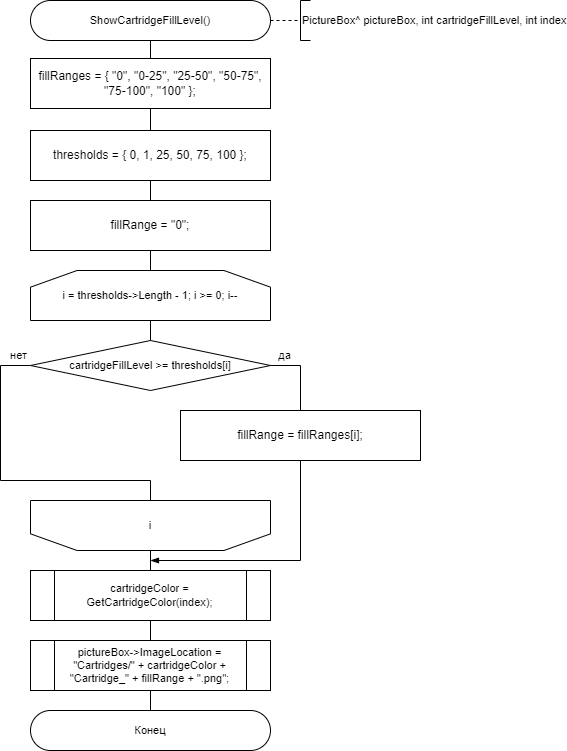 ShowCartridgeFillLevel()
PictureBox^ pictureBox, int cartridgeFillLevel, int index
fillRanges = { "0", "0-25", "25-50", "50-75",
"75-100", "100" };
thresholds = { 0, 1, 25, 50, 75, 100 };
fillRange = "0";
i = thresholds->Length - 1; i >= 0; i--
нет
да
cartridgeFillLevel >= thresholds[i]
fillRange = fillRanges[i];
i
cartridgeColor =
GetCartridgeColor(index);
pictureBox->ImageLocation =
"Cartridges/" + cartridgeColor +
"Cartridge_" + fillRange + ".png";
Конец